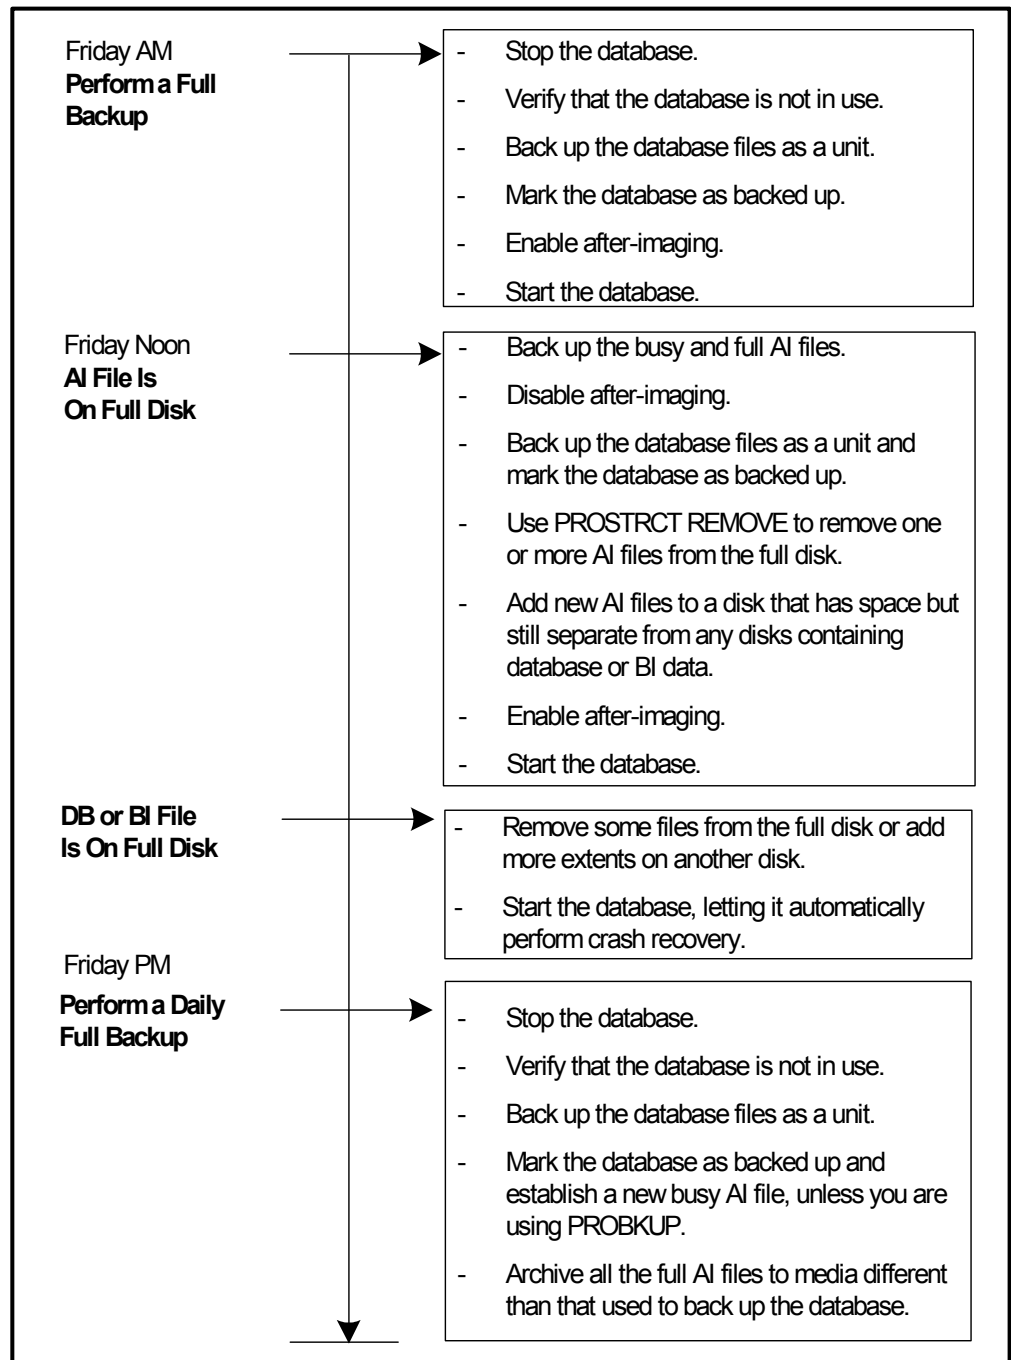 Friday AM
Perform a Full
Backup
- Stop the database.
- Verify that the database is not in use.
- Back up the database files as a unit.
- Mark the database as backed up.
- Enable after-imaging.
- Start the database.
Friday Noon
AI File Is
On Full Disk
- Back up the busy and full AI files.
- Disable after-imaging.
- Back up the database files as a unit and
mark the database as backed up.
- Use PROSTRCT REMOVE to remove one
or more AI files from the full disk.
- Add new AI files to a disk that has space but
still separate from any disks containing
database or BI data.
- Enable after-imaging.
- Start the database.
DB or BI File
Is On Full Disk
- Remove some files from the full disk or add
more extents on another disk.
- Start the database, letting it automatically
perform crash recovery.
Friday PM
Perform a Daily
Full Backup
- Stop the database.
- Verify that the database is not in use.
- Back up the database files as a unit.
- Mark the database as backed up and
establish a new busy AI file, unless you are
using PROBKUP.
- Archive all the full AI files to media different
than that used to back up the database.